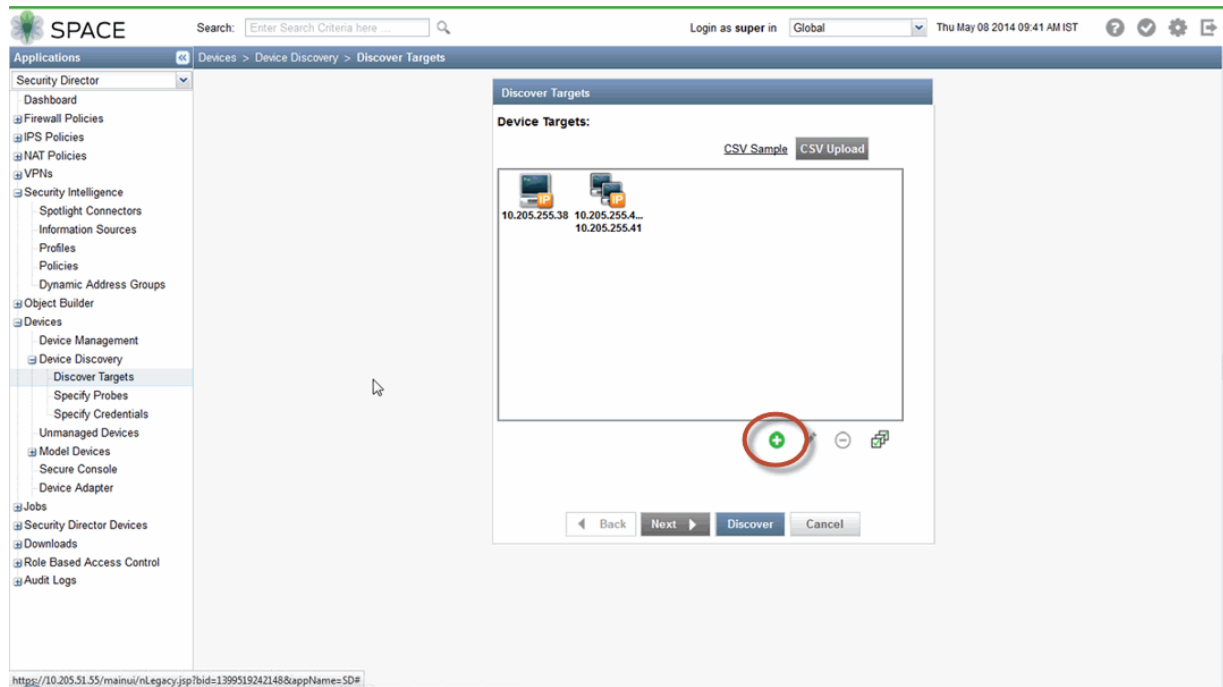 SPACE
Search: Enter Search Criteria here ...
Login as super in Global
Thu May 08 2014 09:41 AM IST
Applications
Devices > Device Discovery > Discover Targets
Security Director
Dashboard
Firewall Policies
IPS Policies
NAT Policies
VPNs
Security Intelligence
Spotlight Connectors
Information Sources
Profiles
Policies
Dynamic Address Groups
Object Builder
Devices
Device Management
Device Discovery
Discover Targets
Specify Probes
Specify Credentials
Unmanaged Devices
Model Devices
Secure Console
Device Adapter
Jobs
Security Director Devices
Downloads
Role Based Access Control
Audit Logs
Discover Targets
Device Targets:
CSV Sample CSV Upload
IP IP
10.205.255.38 10.205.255.4...
10.205.255.41
Back Next Discover Cancel
https://10.205.51.55/mainui/nLegacy.jsp?bid=1399519242148&appName=SD#